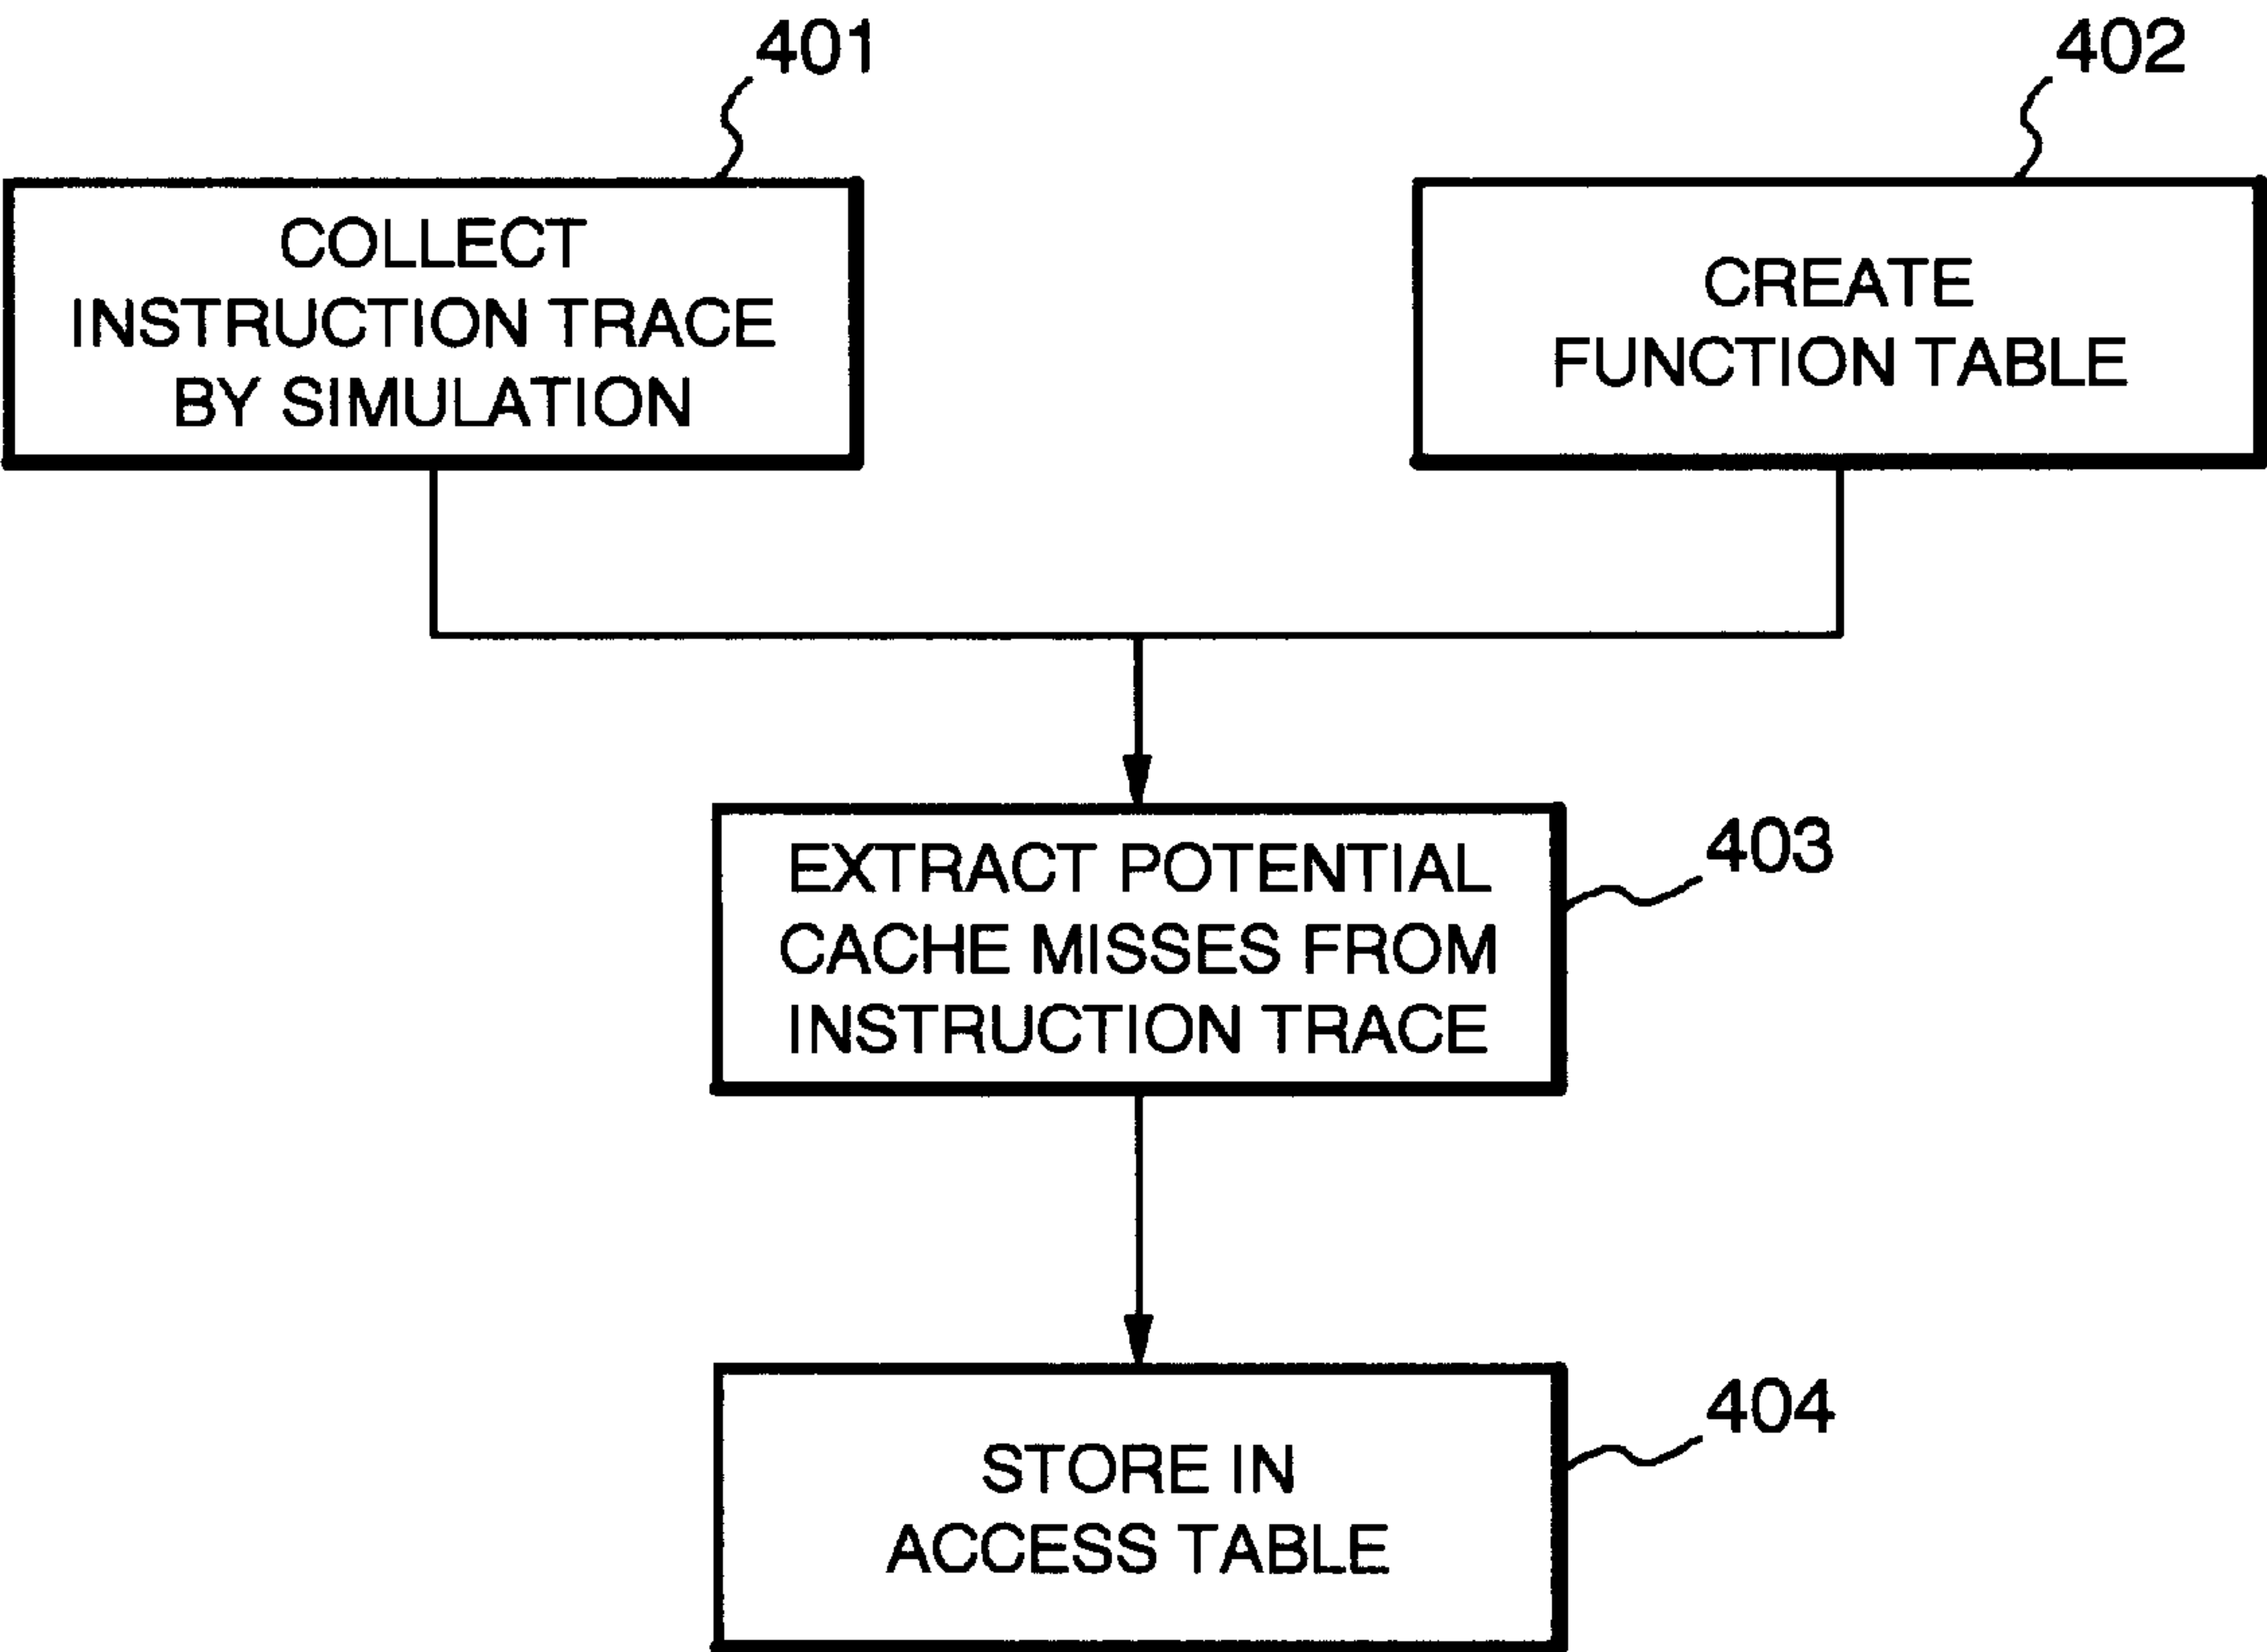 401
402
COLLECT
INSTRUCTION TRACE
BY SIMULATION
CREATE
FUNCTION TABLE
EXTRACT POTENTIAL
CACHE MISSES FROM
INSTRUCTION TRACE
403
STORE IN
ACCESS TABLE
404